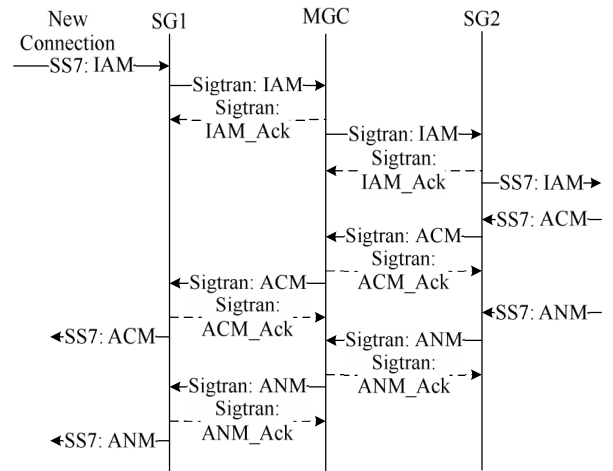 New
Connection
SG1
MGC
SG2
SS7: IAM
Sigtran: IAM
Sigtran:
IAM_Ack
Sigtran: IAM
Sigtran:
IAM_Ack
SS7: IAM
SS7: ACM
Sigtran: ACM
Sigtran:
ACM_Ack
Sigtran: ACM
Sigtran:
ACM_Ack
SS7: ANM
SS7: ACM
Sigtran: ANM
Sigtran:
ANM_Ack
Sigtran: ANM
Sigtran:
ANM_Ack
SS7: ANM